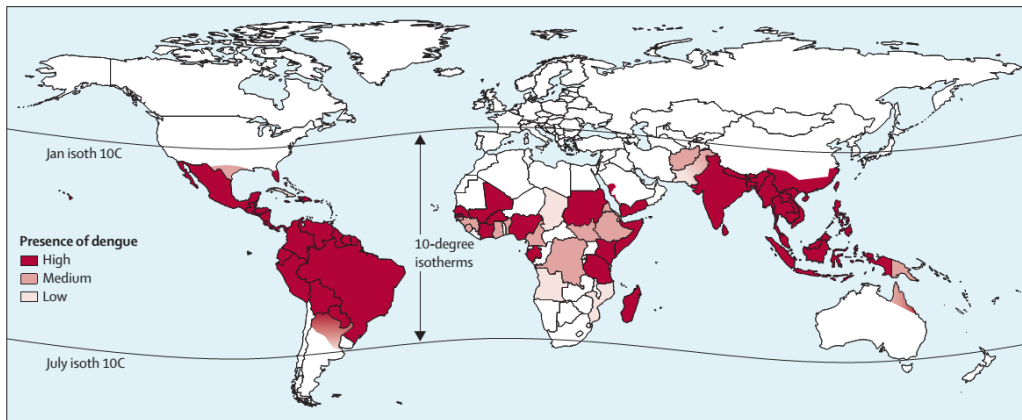 Jan isoth 10C
Presence of dengue
High
Medium
Low
10-degree
isotherms
July isoth 10C